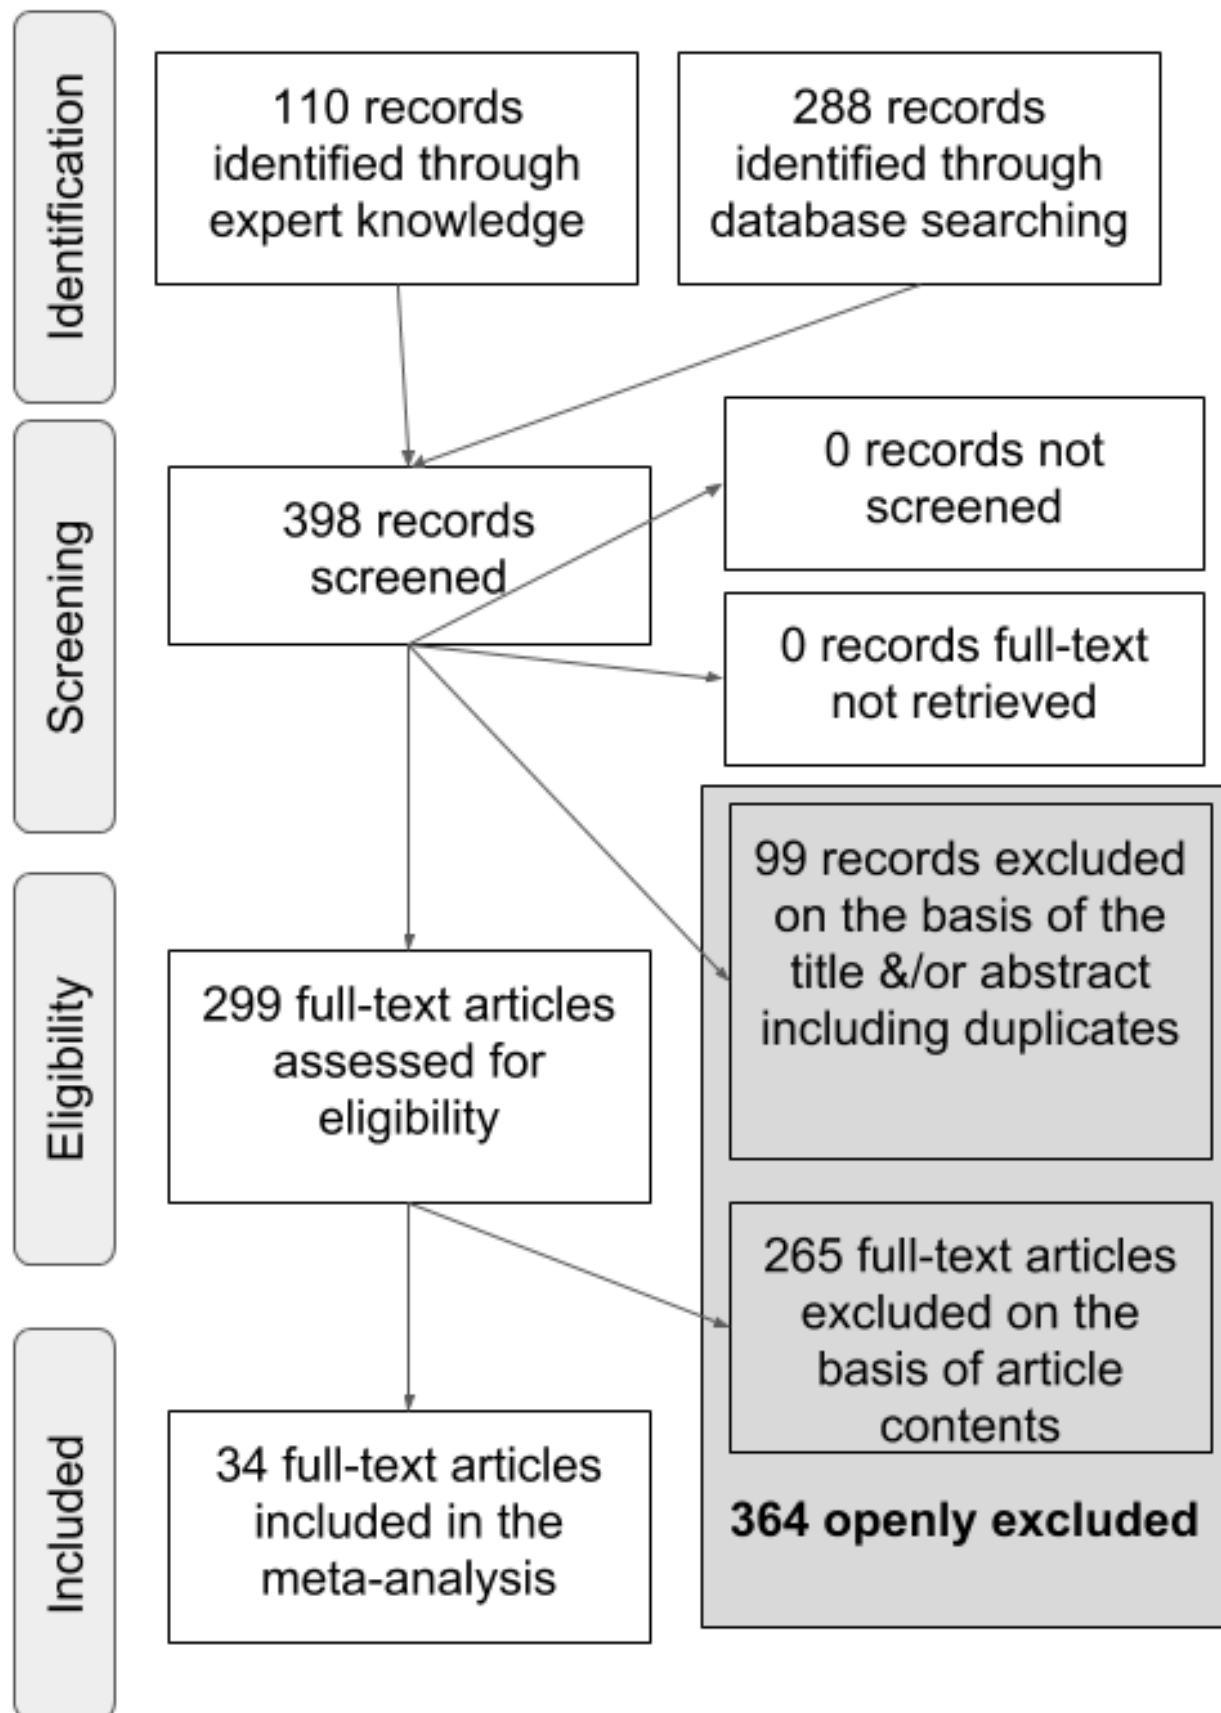 Identification
110 records
identified through
expert knowledge
288 records
identified through
database searching
Screening
398 records
screened
0 records not
screened
0 records full-text
not retrieved
99 records excluded
on the basis of the
title &/or abstract
including duplicates
Eligibility
299 full-text articles
assessed for
eligibility
265 full-text articles
excluded on the
basis of article
contents
364 openly excluded
Included
34 full-text articles
included in the
meta-analysis